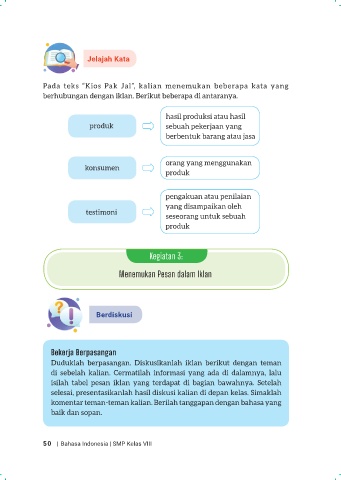 Jelajah Kata
Pada teks "Kios Pak Jal", kalian menemukan beberapa kata yang
berhubungan dengan iklan. Berikut beberapa di antaranya.
produk
hasil produksi atau hasil
sebuah pekerjaan yang
berbentuk barang atau jasa
konsumen
orang yang menggunakan
produk
testimoni
pengakuan atau penilaian
yang disampaikan oleh
seseorang untuk sebuah
produk
Kegiatan 3:
Menemukan Pesan dalam Iklan
Berdiskusi
Bekerja Berpasangan
Duduklah berpasangan. Diskusikanlah iklan berikut dengan teman
di sebelah kalian. Cermatilah informasi yang ada di dalamnya, lalu
isilah tabel pesan iklan yang terdapat di bagian bawahnya. Setelah
selesai, presentasikanlah hasil diskusi kalian di depan kelas. Simaklah
komentar teman-teman kalian. Berilah tanggapan dengan bahasa yang
baik dan sopan.
50 | Bahasa Indonesia | SMP Kelas VIII